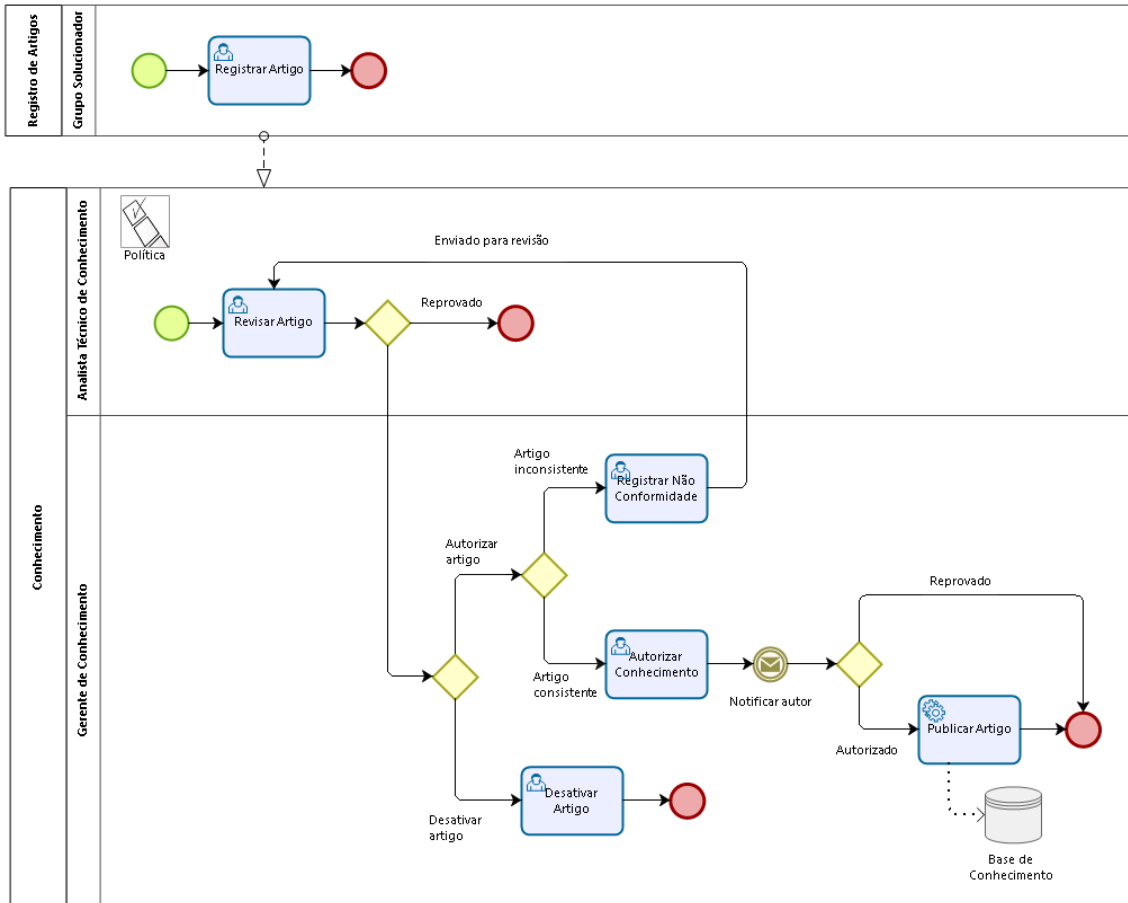 Registro de Artigos
Grupo Solucionador
Registrar Artigo
Conhecimento
Analista Técnico de Conhecimento
Política
Enviado para revisão
Revisar Artigo
Reprovado
Gerente de Conhecimento
Artigo
inconsistente
Registrar Não
Conformidade
Autorizar
artigo
Artigo
consistente
Autorizar
Conhecimento
Notificar autor
Reprovado
Autorizado
Publicar Artigo
Desativar
artigo
Desativar
Artigo
Base de
Conhecimento